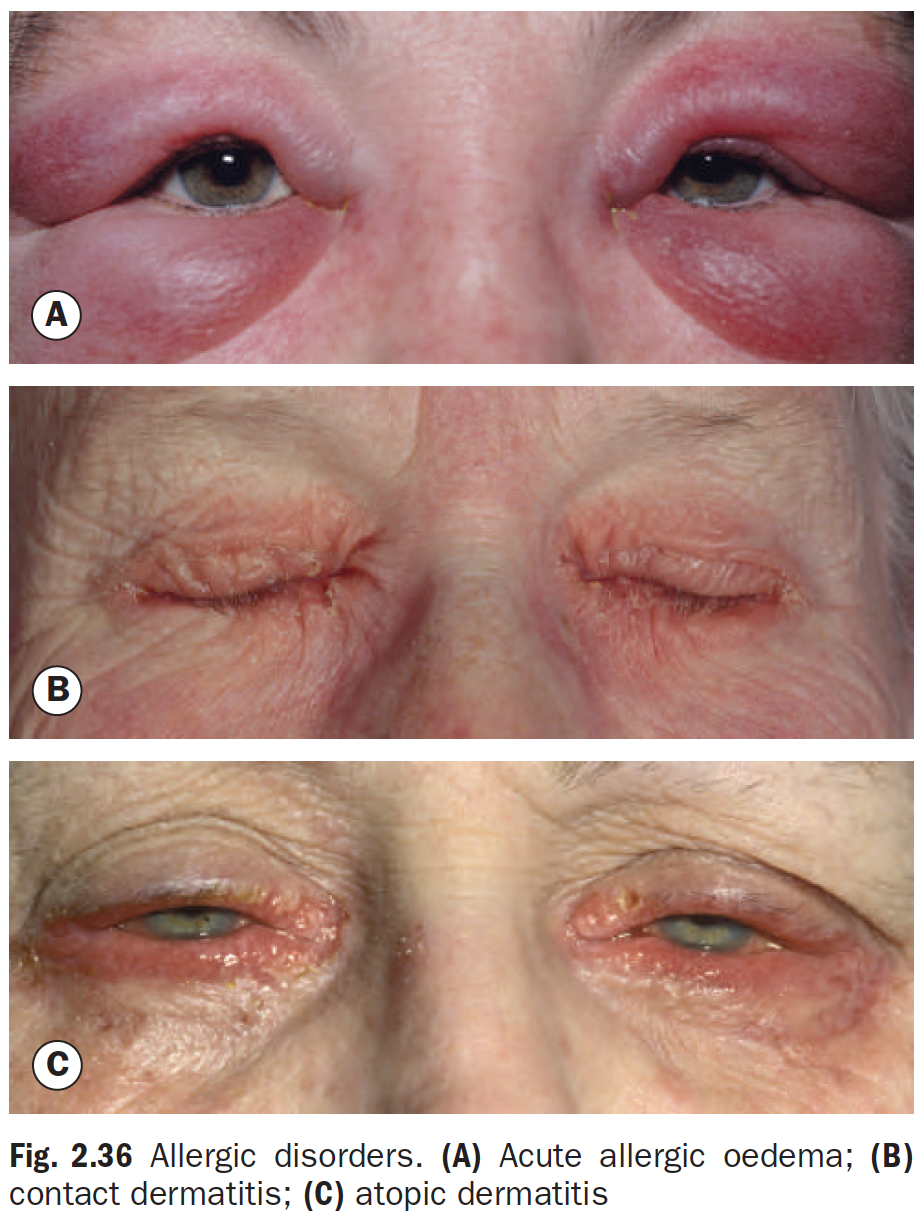 A
B
C
Fig. 2.36 Allergic disorders. (A) Acute allergic oedema; (B)
contact dermatitis; (C) atopic dermatitis